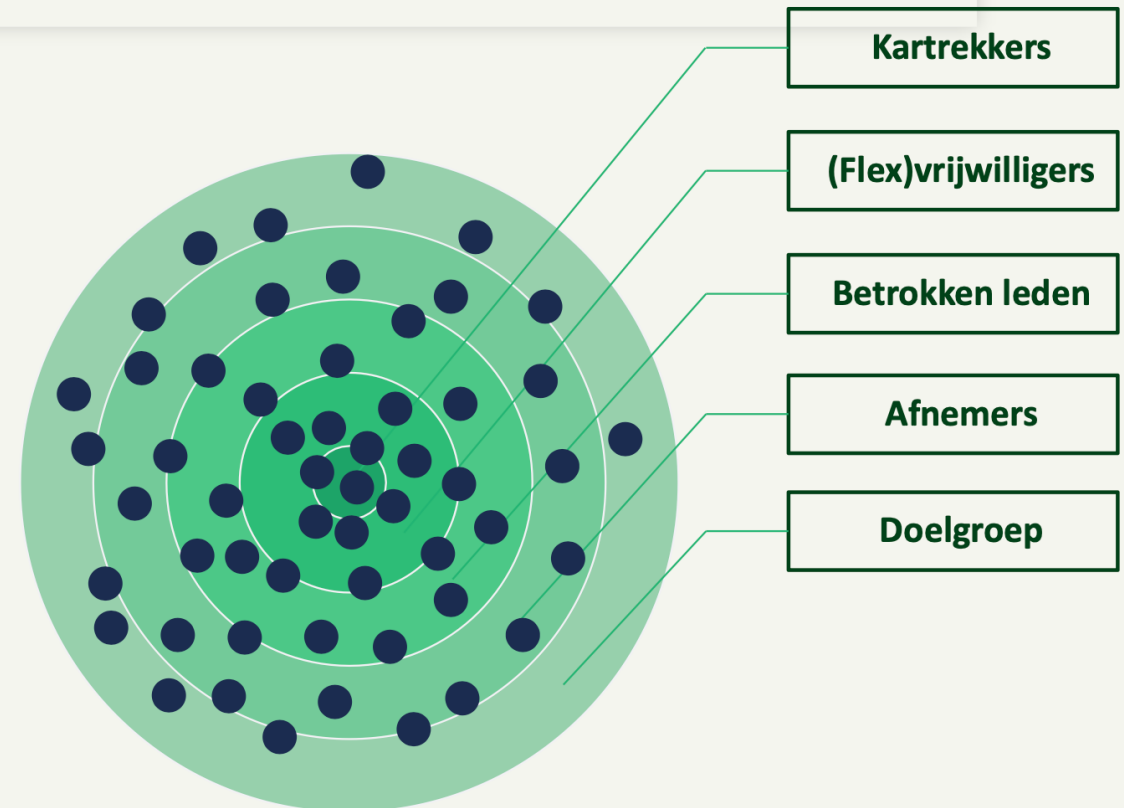 Kartrekkers
(Flex)vrijwilligers
Betrokken leden
Afnemers
Doelgroep